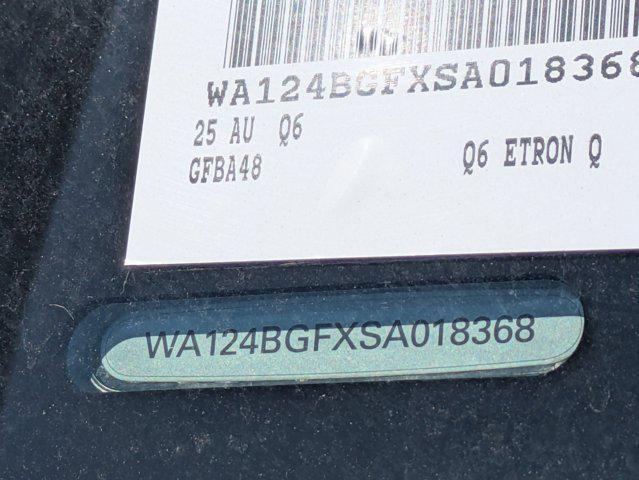 WA124BGFXSA018368
25 AU Q6
GFBA48
Q6 ETRON Q
WA124BGFXSA018368